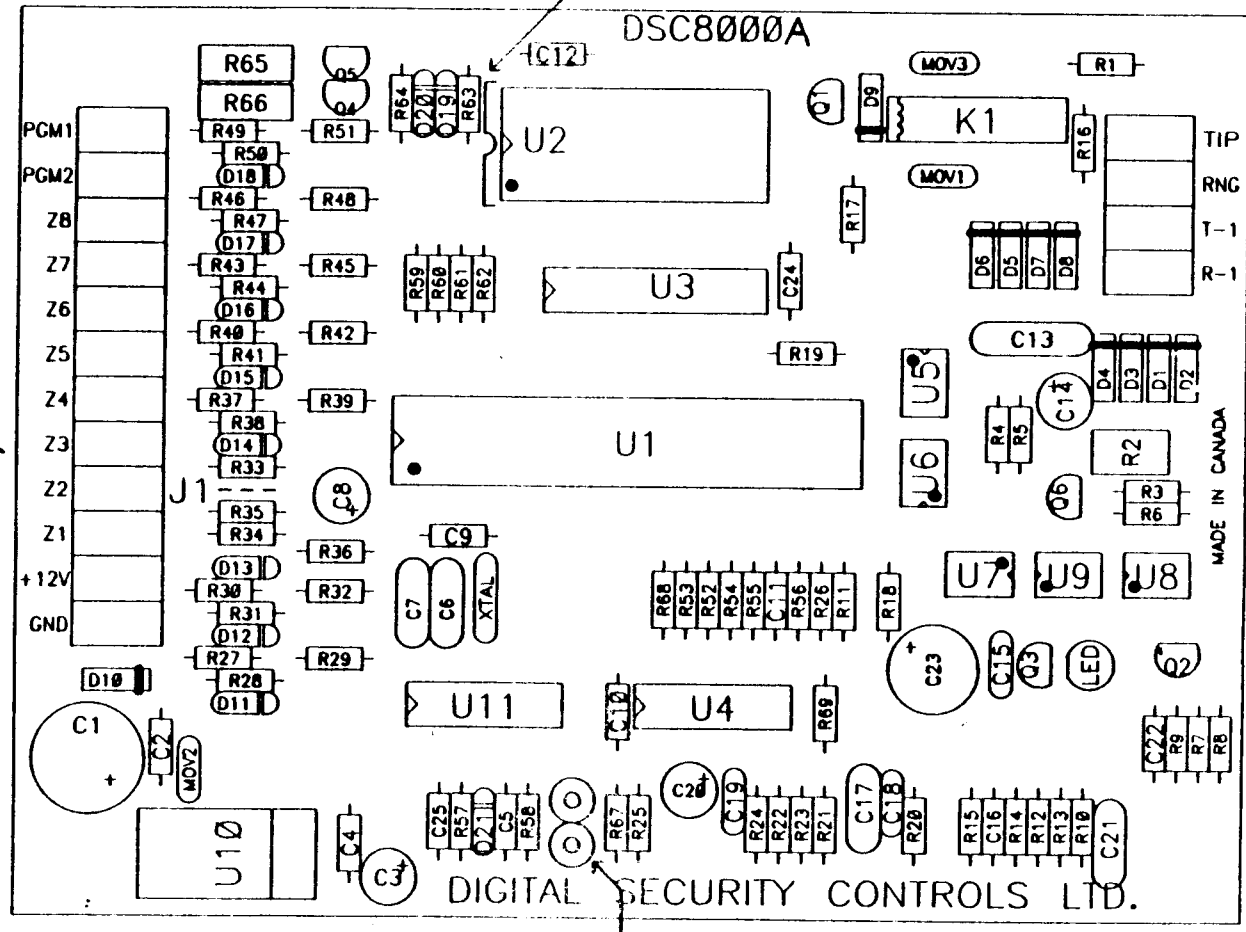 DSC8000A
R65
R66
Q5
Q4
R64
D20
D19
R63
C12
U2
Q1
D9
MOV3
K1
MOV1
R1
R16
R17
TIP
RNG
T-1
R-1
PGM1
PGM2
Z8
Z7
Z6
Z5
Z4
Z3
Z2
Z1
+12V
GND
J1
R49
R51
R50
D18
R46
R48
R47
D17
R43
R45
R44
D16
R40
R42
R41
D15
R37
R39
R38
D14
R33
R35
R34
R36
D13
R30
R32
R31
D12
R27
R29
R28
D11
D10
R59
R60
R61
R62
U3
C24
R19
D6
D5
D7
D8
C13
C14
D4
D3
D1
D2
U5
U6
U1
R4
R5
R2
Q6
R3
R6
MADE IN CANADA
C8
C9
C7
C6
XTAL
R68
R53
R52
R54
R55
C11
R56
R26
R11
R18
U7
U9
U8
C23
C15
Q3
LED
Q2
U11
C10
U4
R69
C22
R9
R7
R8
C1
C2
MOV2
U10
C4
C3
C25
R57
D21
C5
R58
R67
R25
C20
C19
R24
R22
R23
R21
C17
C18
R20
R15
C16
R14
R12
R13
R10
C21
DIGITAL SECURITY CONTROLS LTD.